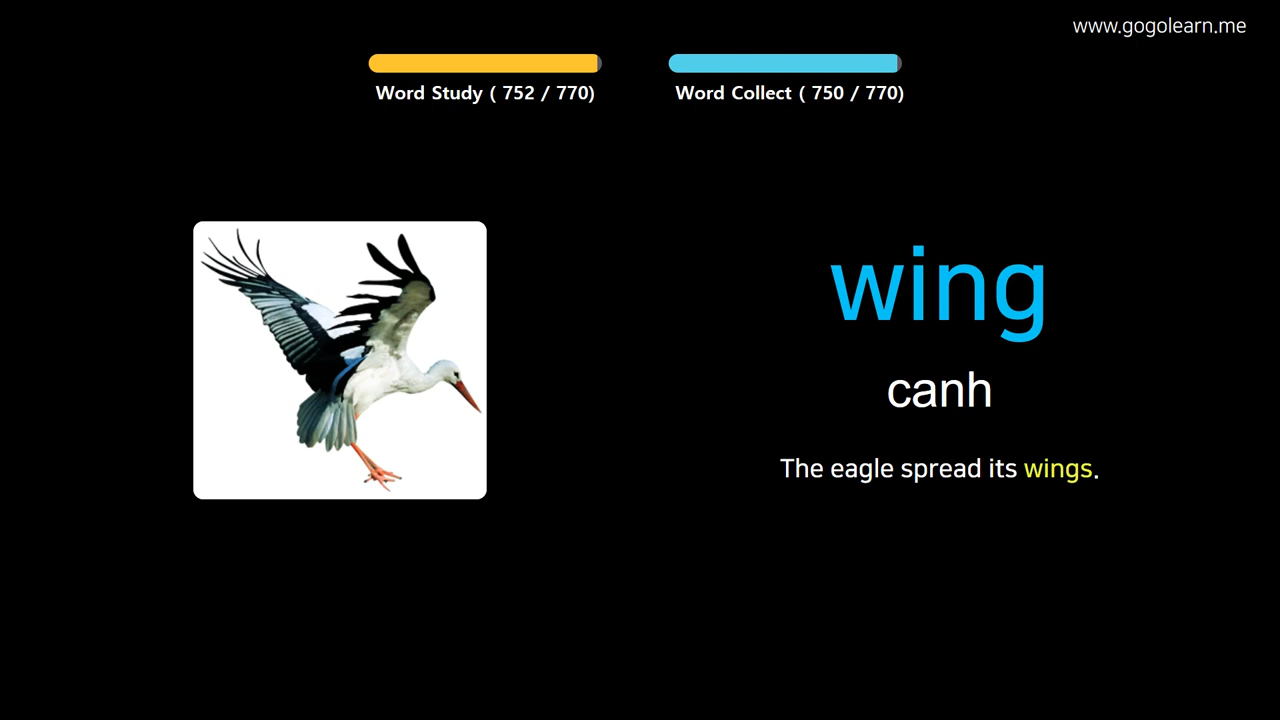 www.gogolearn.me
Word Study ( 752 / 770)
Word Collect ( 750 / 770)
wing
canh
The eagle spread its wings.